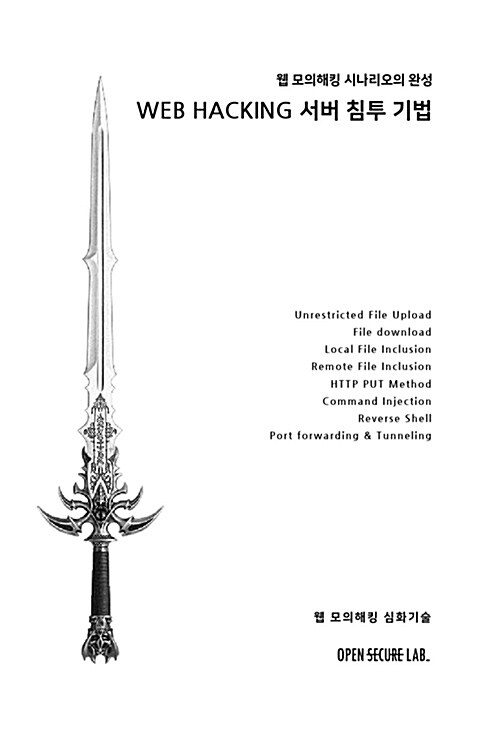 웹 모의해킹 시나리오의 완성
WEB HACKING 서버 침투 기법
Unrestricted File Upload
File download
Local File Inclusion
Remote File Inclusion
HTTP PUT Method
Command Injection
Reverse Shell
Port forwarding & Tunneling
웹 모의해킹 심화기술
OPEN SECURE LAB_